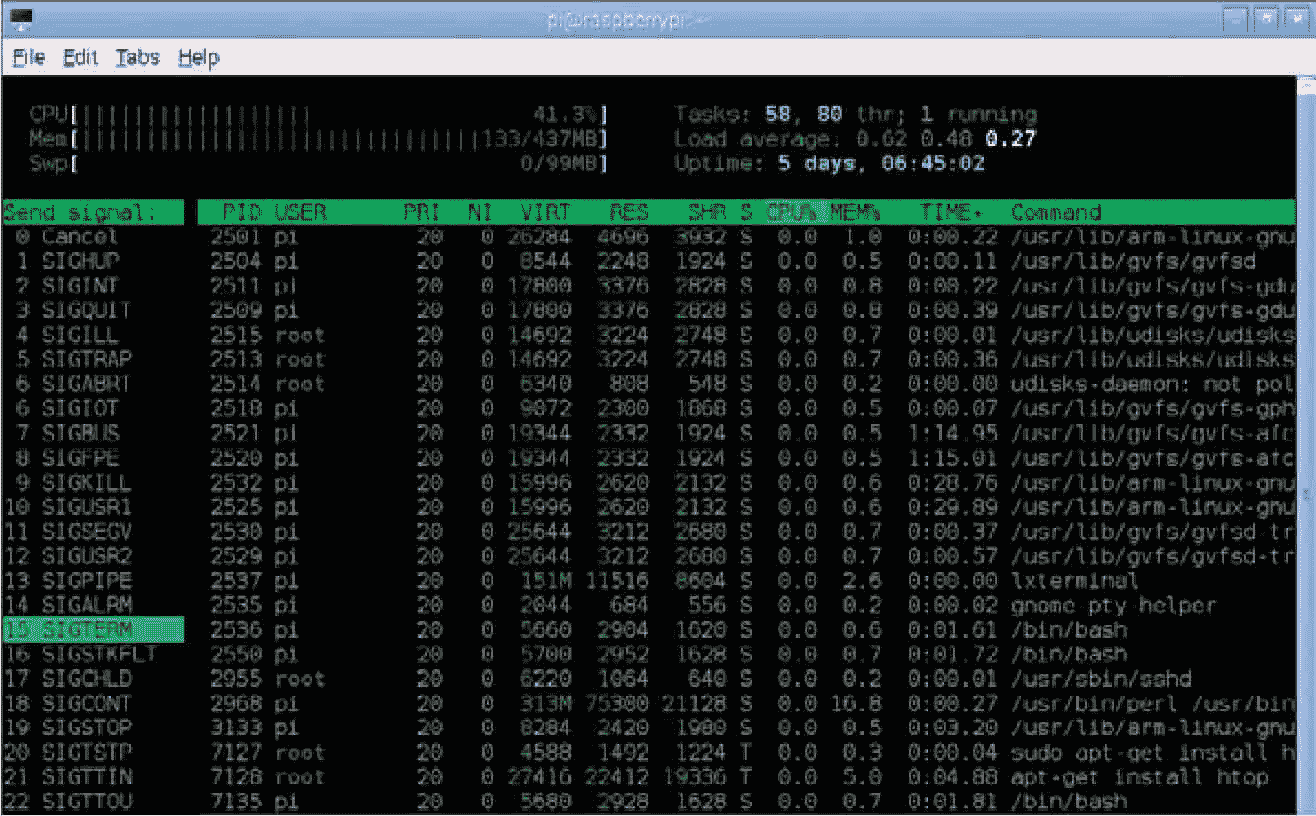 pi@raspberrypi: ~
File Edit Tabs Help
CPU[|||||||||||||||||| 41.3%] Tasks: 58, 80 thr; 1 running
Mem[|||||||||||||||||||||||||||||||133/437MB] Load average: 0.62 0.48 0.27
Swp[ 0/99MB] Uptime: 5 days, 06:45:02
Send signal: PID USER PRI NI VIRT RES SHR S CPU% MEM% TIME+ Command
0 Cancel 2501 pi 20 0 26284 4696 3932 S 0.0 1.0 0:00.22 /usr/lib/arm-linux-gnu
1 SIGHUP 2504 pi 20 0 8544 2248 1924 S 0.0 0.5 0:00.11 /usr/lib/gvfs/gvfsd
2 SIGINT 2511 pi 20 0 17800 3376 2828 S 0.0 0.8 0:00.22 /usr/lib/gvfs/gvfs-gdu
3 SIGQUIT 2509 pi 20 0 17800 3376 2828 S 0.0 0.8 0:00.39 /usr/lib/gvfs/gvfs-gdu
4 SIGILL 2515 root 20 0 14692 3224 2748 S 0.0 0.7 0:00.01 /usr/lib/udisks/udisks
5 SIGTRAP 2513 root 20 0 14692 3224 2748 S 0.0 0.7 0:00.36 /usr/lib/udisks/udisks
6 SIGABRT 2514 root 20 0 6340 808 548 S 0.0 0.2 0:00.00 udisks-daemon: not pol
6 SIGIOT 2518 pi 20 0 9072 2300 1868 S 0.0 0.5 0:00.07 /usr/lib/gvfs/gvfs-gph
7 SIGBUS 2521 pi 20 0 19344 2332 1924 S 0.0 0.5 1:14.95 /usr/lib/gvfs/gvfs-afc
8 SIGFPE 2520 pi 20 0 19344 2332 1924 S 0.0 0.5 1:15.01 /usr/lib/gvfs/gvfs-afc
9 SIGKILL 2532 pi 20 0 15996 2620 2132 S 0.0 0.6 0:28.76 /usr/lib/arm-linux-gnu
10 SIGUSR1 2525 pi 20 0 15996 2620 2132 S 0.0 0.6 0:29.89 /usr/lib/arm-linux-gnu
11 SIGSEGV 2530 pi 20 0 25644 3212 2680 S 0.0 0.7 0:00.37 /usr/lib/gvfs/gvfsd-tr
12 SIGUSR2 2529 pi 20 0 25644 3212 2680 S 0.0 0.7 0:00.57 /usr/lib/gvfs/gvfsd-tr
13 SIGPIPE 2537 pi 20 0 151M 11516 8604 S 0.0 2.6 0:00.00 lxterminal
14 SIGALRM 2535 pi 20 0 2044 684 556 S 0.0 0.2 0:00.02 gnome-pty-helper
15 SIGTERM 2536 pi 20 0 5660 2904 1620 S 0.0 0.6 0:01.61 /bin/bash
16 SIGSTKFLT 2550 pi 20 0 5700 2952 1628 S 0.0 0.7 0:01.72 /bin/bash
17 SIGCHLD 2955 root 20 0 6220 1064 640 S 0.0 0.2 0:00.01 /usr/sbin/sshd
18 SIGCONT 2968 pi 20 0 313M 75300 21128 S 0.0 16.8 0:00.27 /usr/bin/perl /usr/bin
19 SIGSTOP 3133 pi 20 0 8284 2420 1980 S 0.0 0.5 0:03.20 /usr/lib/arm-linux-gnu
20 SIGTSTP 7127 root 20 0 4588 1492 1224 T 0.0 0.3 0:00.04 sudo apt-get install h
21 SIGTTIN 7128 root 20 0 27416 22412 19336 T 0.0 5.0 0:04.88 apt-get install htop
22 SIGTTOU 7135 pi 20 0 5680 2928 1628 S 0.0 0.7 0:01.81 /bin/bash